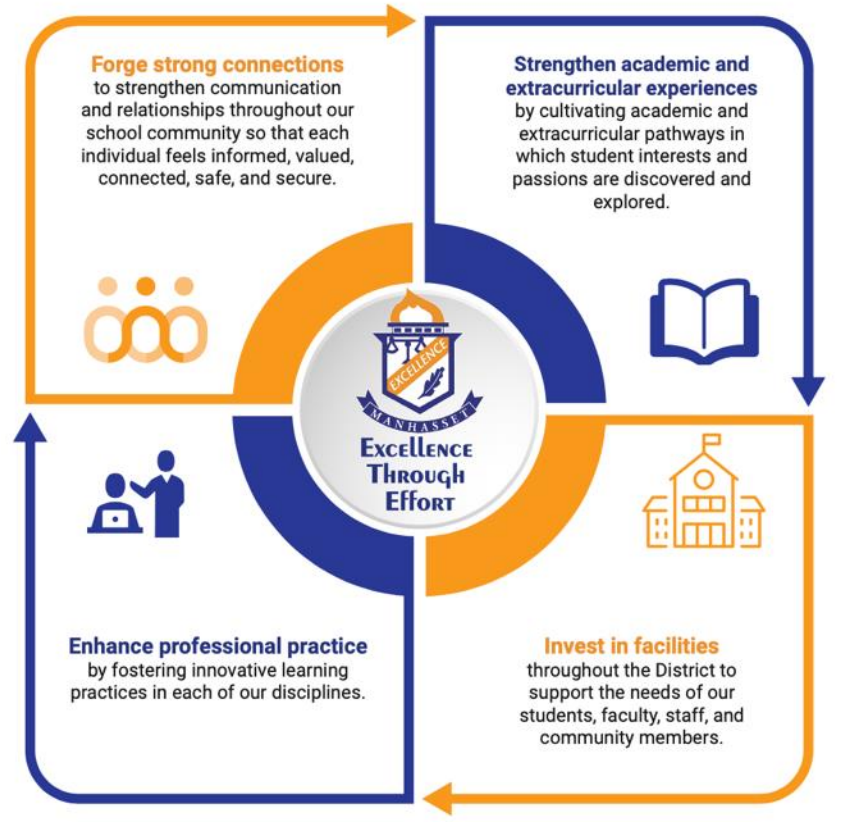 Forge strong connections
to strengthen communication
and relationships throughout our
school community so that each
individual feels informed, valued,
connected, safe, and secure.
Strengthen academic and
extracurricular experiences
by cultivating academic and
extracurricular pathways in
which student interests and
passions are discovered and
explored.
EXCELLENCE
MANHASSET
Excellence
Through
Effort
Enhance professional practice
by fostering innovative learning
practices in each of our disciplines.
Invest in facilities
throughout the District to
support the needs of our
students, faculty, staff, and
community members.